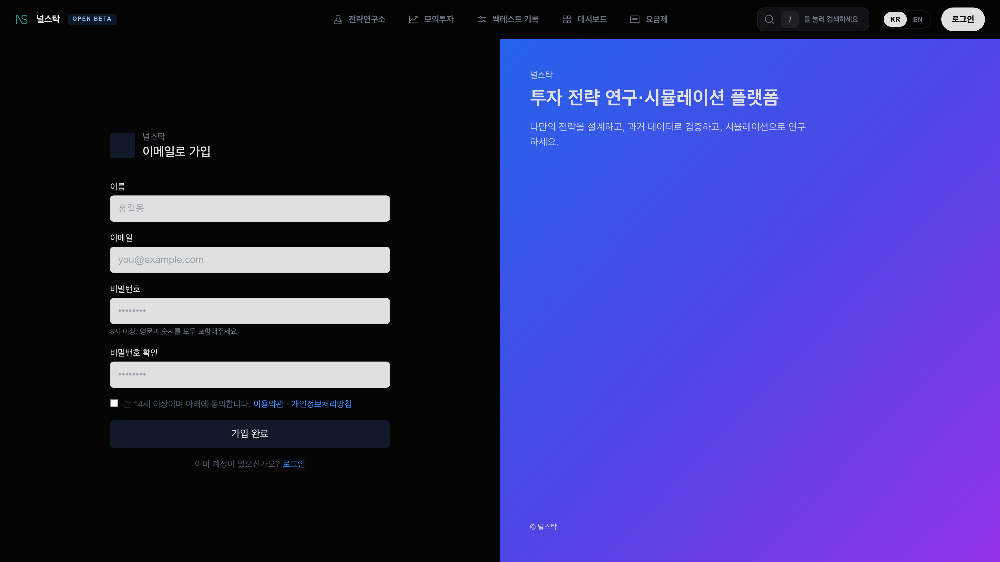 NS 널스탁 OPEN BETA 전략연구소 모의투자 백테스트 기록 대시보드 요금제 / 를 눌러 검색하세요 KR EN 로그인
널스탁
이메일로 가입
이름
홍길동
이메일
you@example.com
비밀번호
••••••••
8자 이상, 영문과 숫자를 모두 포함해주세요.
비밀번호 확인
••••••••
만 14세 이상이며 아래에 동의합니다. 이용약관 · 개인정보처리방침
가입 완료
이미 계정이 있으신가요? 로그인
널스탁
투자 전략 연구·시뮬레이션 플랫폼
나만의 전략을 설계하고, 과거 데이터로 검증하고, 시뮬레이션으로 연구
하세요.
© 널스탁